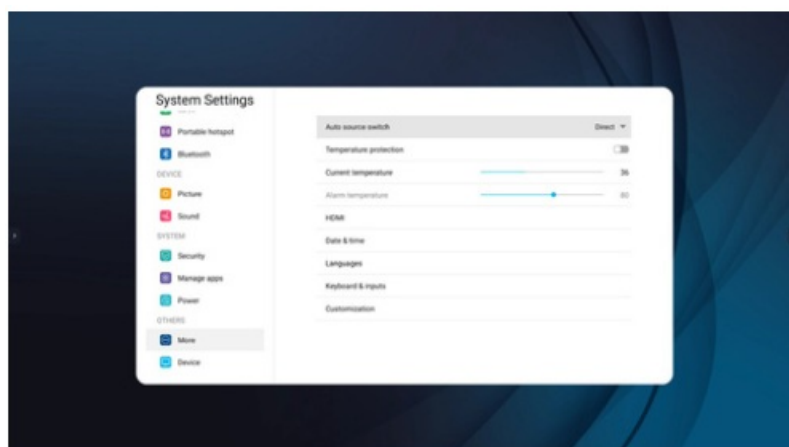 System Settings
Portable hotspot
Bluetooth
DEVICE
Picture
Sound
SYSTEM
Security
Manage apps
Power
OTHERS
More
Device
Auto source switch Direct
Temperature protection
Current temperature 36
Alarm temperature 80
HDMI
Date & time
Languages
Keyboard & inputs
Customization